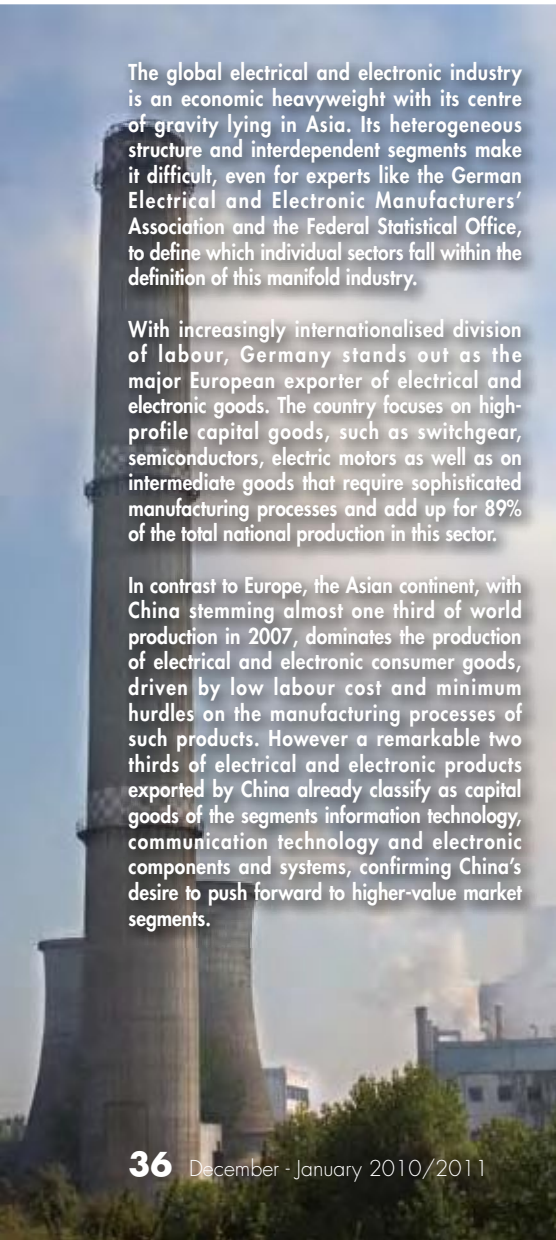 The global electrical and electronic industry
is an economic heavyweight with its centre
of gravity lying in Asia. Its heterogeneous
structure and interdependent segments make
it difficult, even for experts like the German
Electrical and Electronic Manufacturers’
Association and the Federal Statistical Office,
to define which individual sectors fall within the
definition of this manifold industry.
With increasingly internationalised division
of labour, Germany stands out as the
major European exporter of electrical and
electronic goods. The country focuses on high-
profile capital goods, such as switchgear,
semiconductors, electric motors as well as on
intermediate goods that require sophisticated
manufacturing processes and add up for 89%
of the total national production in this sector.
In contrast to Europe, the Asian continent, with
China stemming almost one third of world
production in 2007, dominates the production
of electrical and electronic consumer goods,
driven by low labour cost and minimum
hurdles on the manufacturing processes of
such products. However a remarkable two
thirds of electrical and electronic products
exported by China already classify as capital
goods of the segments information technology,
communication technology and electronic
components and systems, confirming China’s
desire to push forward to higher-value market
segments.
36 December - January 2010/2011